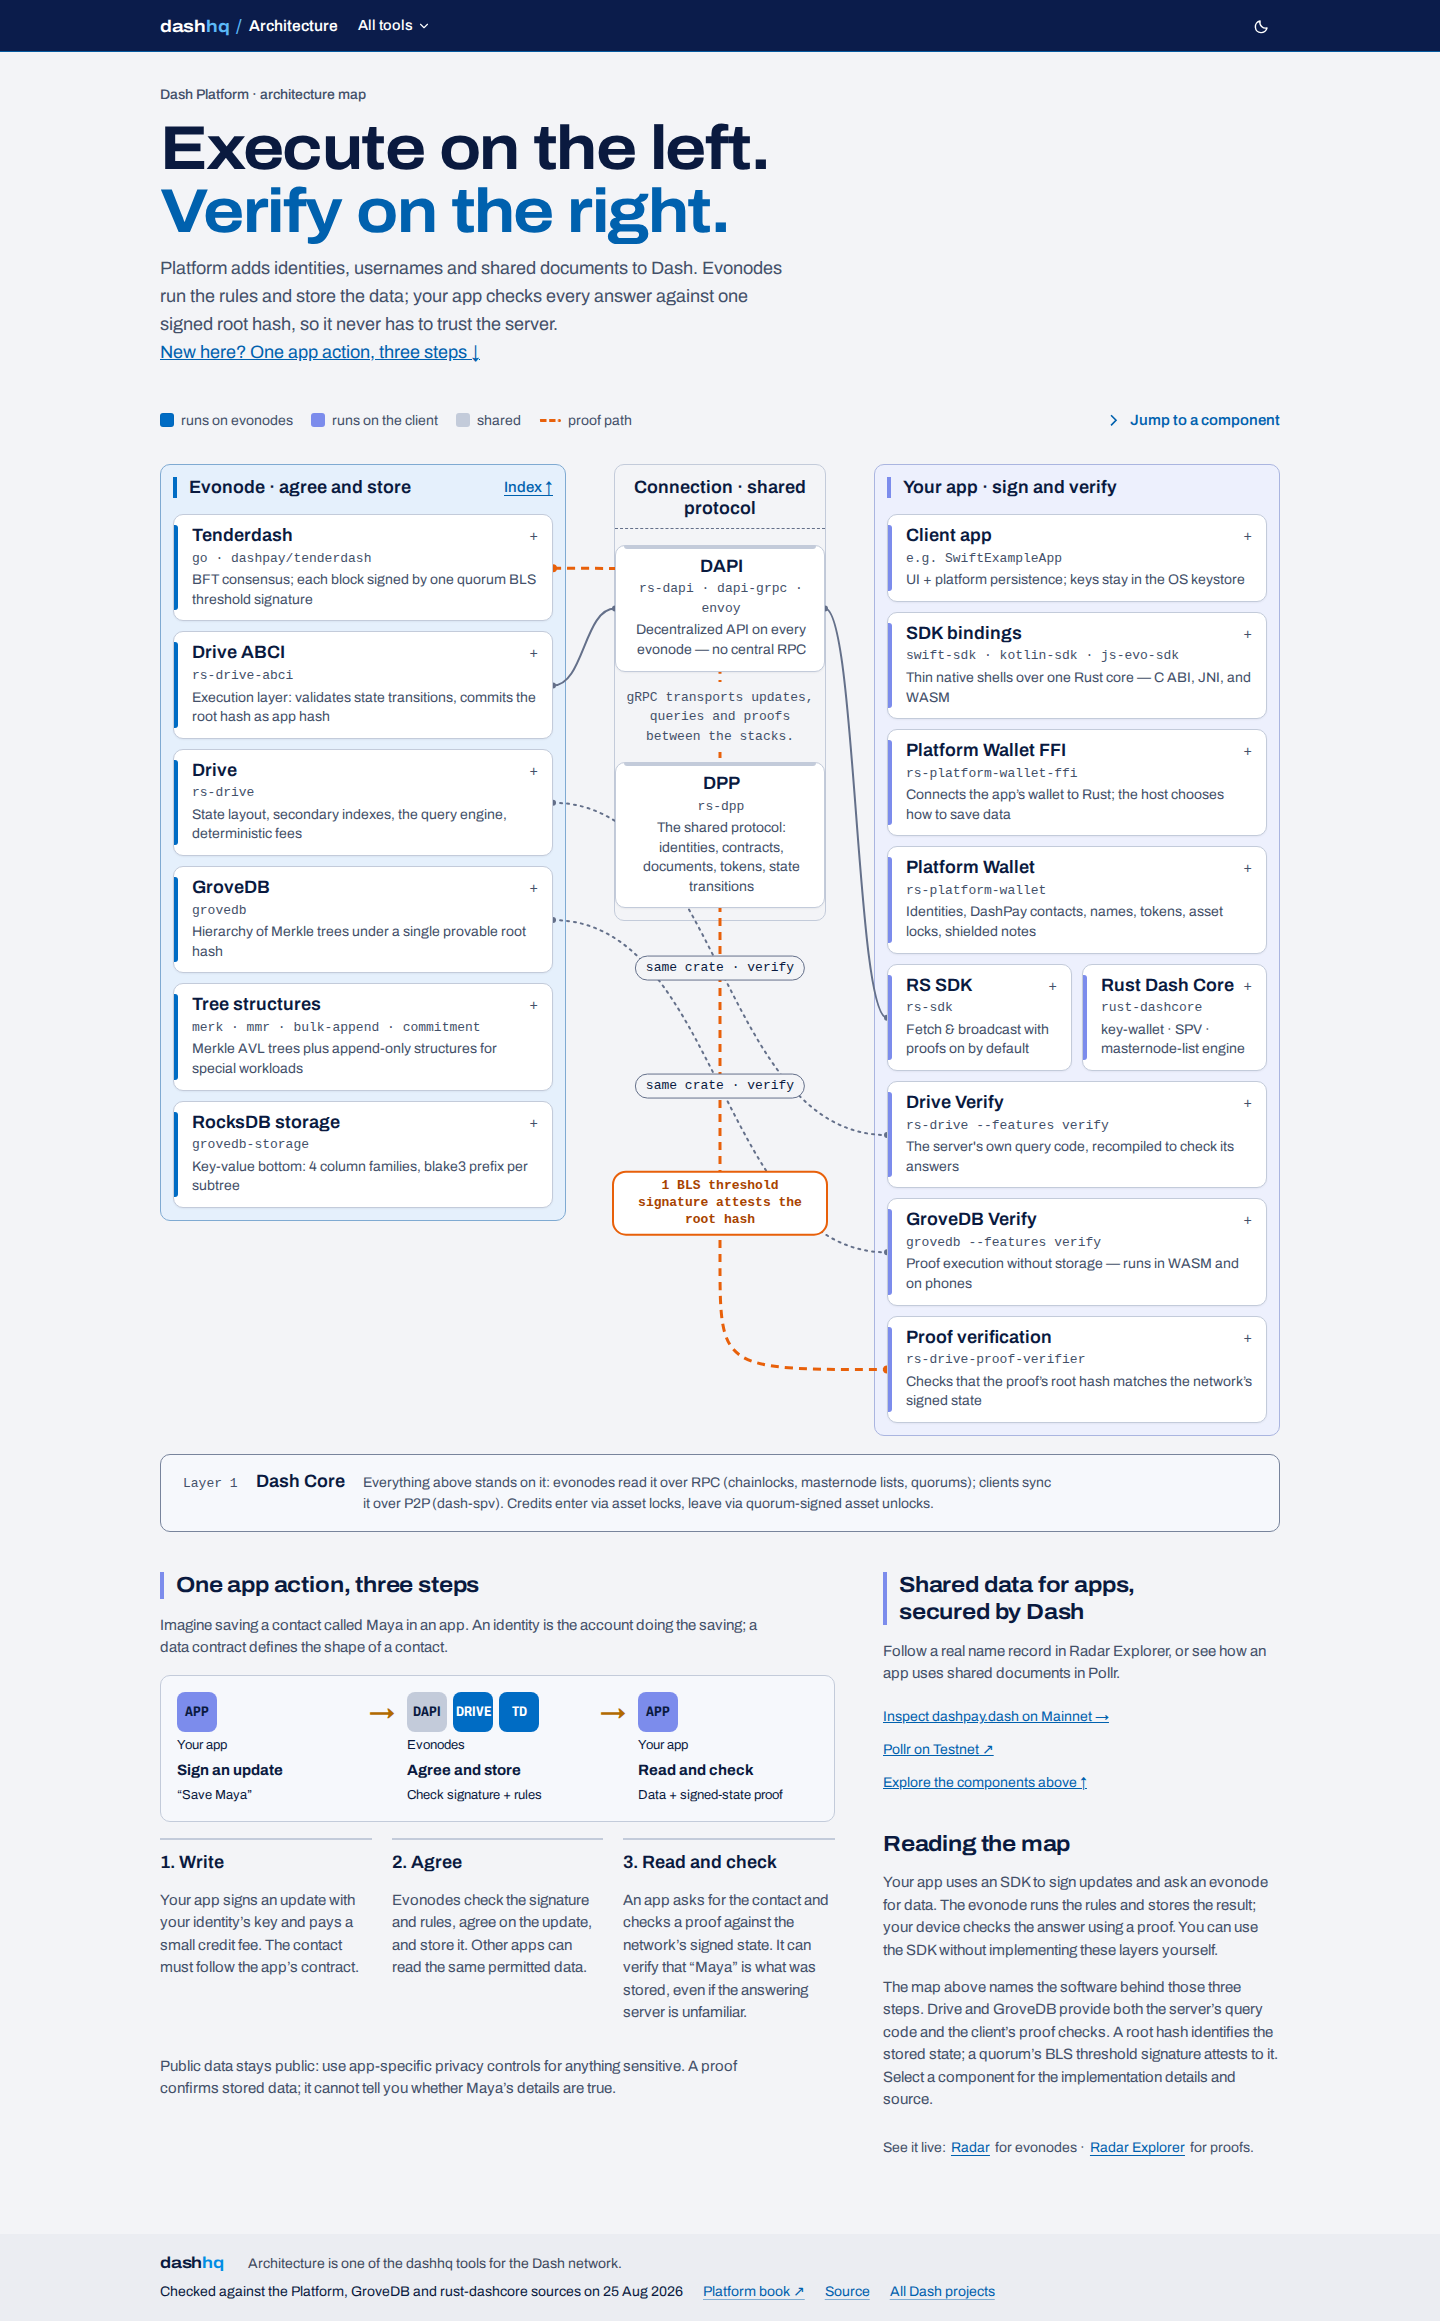 dashhq / Architecture All tools
Dash Platform · architecture map
Execute on the left.
Verify on the right.
Platform adds identities, usernames and shared documents to Dash. Evonodes
run the rules and store the data; your app checks every answer against one
signed root hash, so it never has to trust the server.
New here? One app action, three steps ↓
runs on evonodes runs on the client shared proof path
Jump to a component
Evonode · agree and store Index ↑
Tenderdash +
go · dashpay/tenderdash
BFT consensus; each block signed by one quorum BLS
threshold signature
Drive ABCI +
rs-drive-abci
Execution layer: validates state transitions, commits the
root hash as app hash
Drive +
rs-drive
State layout, secondary indexes, the query engine,
deterministic fees
GroveDB +
grovedb
Hierarchy of Merkle trees under a single provable root
hash
Tree structures +
merk · mmr · bulk-append · commitment
Merkle AVL trees plus append-only structures for
special workloads
RocksDB storage +
grovedb-storage
Key-value bottom: 4 column families, blake3 prefix per
subtree
Connection · shared
protocol
DAPI
rs-dapi · dapi-grpc ·
envoy
Decentralized API on every
evonode — no central RPC
gRPC transports updates,
queries and proofs
between the stacks.
DPP
rs-dpp
The shared protocol:
identities, contracts,
documents, tokens, state
transitions
same crate · verify
same crate · verify
1 BLS threshold
signature attests the
root hash
Your app · sign and verify
Client app +
e.g. SwiftExampleApp
UI + platform persistence; keys stay in the OS keystore
SDK bindings +
swift-sdk · kotlin-sdk · js-evo-sdk
Thin native shells over one Rust core — C ABI, JNI, and
WASM
Platform Wallet FFI +
rs-platform-wallet-ffi
Connects the app’s wallet to Rust; the host chooses
how to save data
Platform Wallet +
rs-platform-wallet
Identities, DashPay contacts, names, tokens, asset
locks, shielded notes
RS SDK +
rs-sdk
Fetch & broadcast with
proofs on by default
Rust Dash Core +
rust-dashcore
key-wallet · SPV ·
masternode-list engine
Drive Verify +
rs-drive --features verify
The server's own query code, recompiled to check its
answers
GroveDB Verify +
grovedb --features verify
Proof execution without storage — runs in WASM and
on phones
Proof verification +
rs-drive-proof-verifier
Checks that the proof’s root hash matches the network’s
signed state
Layer 1 Dash Core Everything above stands on it: evonodes read it over RPC (chainlocks, masternode lists, quorums); clients sync
it over P2P (dash-spv). Credits enter via asset locks, leave via quorum-signed asset unlocks.
One app action, three steps
Imagine saving a contact called Maya in an app. An identity is the account doing the saving; a
data contract defines the shape of a contact.
APP → DAPI DRIVE TD → APP
Your app Evonodes Your app
Sign an update Agree and store Read and check
“Save Maya” Check signature + rules Data + signed-state proof
1. Write
Your app signs an update with
your identity’s key and pays a
small credit fee. The contact
must follow the app’s contract.
2. Agree
Evonodes check the signature
and rules, agree on the update,
and store it. Other apps can
read the same permitted data.
3. Read and check
An app asks for the contact and
checks a proof against the
network’s signed state. It can
verify that “Maya” is what was
stored, even if the answering
server is unfamiliar.
Public data stays public: use app-specific privacy controls for anything sensitive. A proof
confirms stored data; it cannot tell you whether Maya’s details are true.
Shared data for apps,
secured by Dash
Follow a real name record in Radar Explorer, or see how an
app uses shared documents in Pollr.
Inspect dashpay.dash on Mainnet →
Pollr on Testnet ↗
Explore the components above ↑
Reading the map
Your app uses an SDK to sign updates and ask an evonode
for data. The evonode runs the rules and stores the result;
your device checks the answer using a proof. You can use
the SDK without implementing these layers yourself.
The map above names the software behind those three
steps. Drive and GroveDB provide both the server’s query
code and the client’s proof checks. A root hash identifies the
stored state; a quorum’s BLS threshold signature attests to it.
Select a component for the implementation details and
source.
See it live: Radar for evonodes · Radar Explorer for proofs.
dashhq Architecture is one of the dashhq tools for the Dash network.
Checked against the Platform, GroveDB and rust-dashcore sources on 25 Aug 2026 Platform book ↗ Source All Dash projects